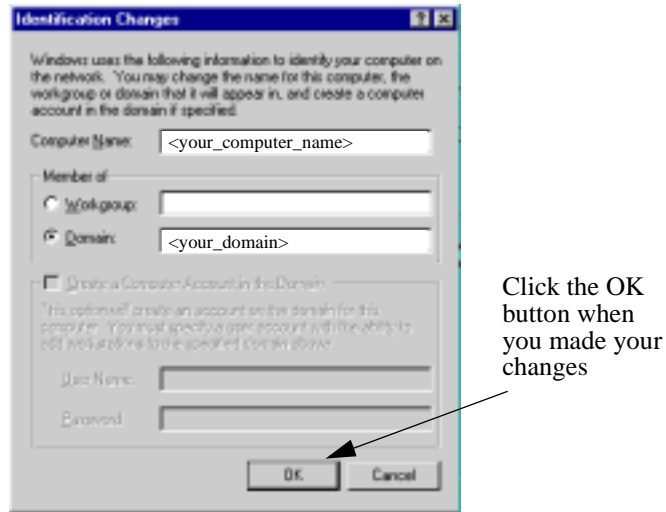 Identification Changes
Windows uses the following information to identify your computer on
the network. You may change the name for this computer, the
workgroup or domain that it will appear in, and create a computer
account in the domain if specified.
Computer Name:
<your_computer_name>
Member of
Workgroup:
Domain:
<your_domain>
Create a Computer Account in the Domain
This option will create an account on the domain for this
computer. You must specify a user account with the ability to
add workstations to the specified domain above.
User Name:
Password:
OK
Cancel
Click the OK
button when
you made your
changes